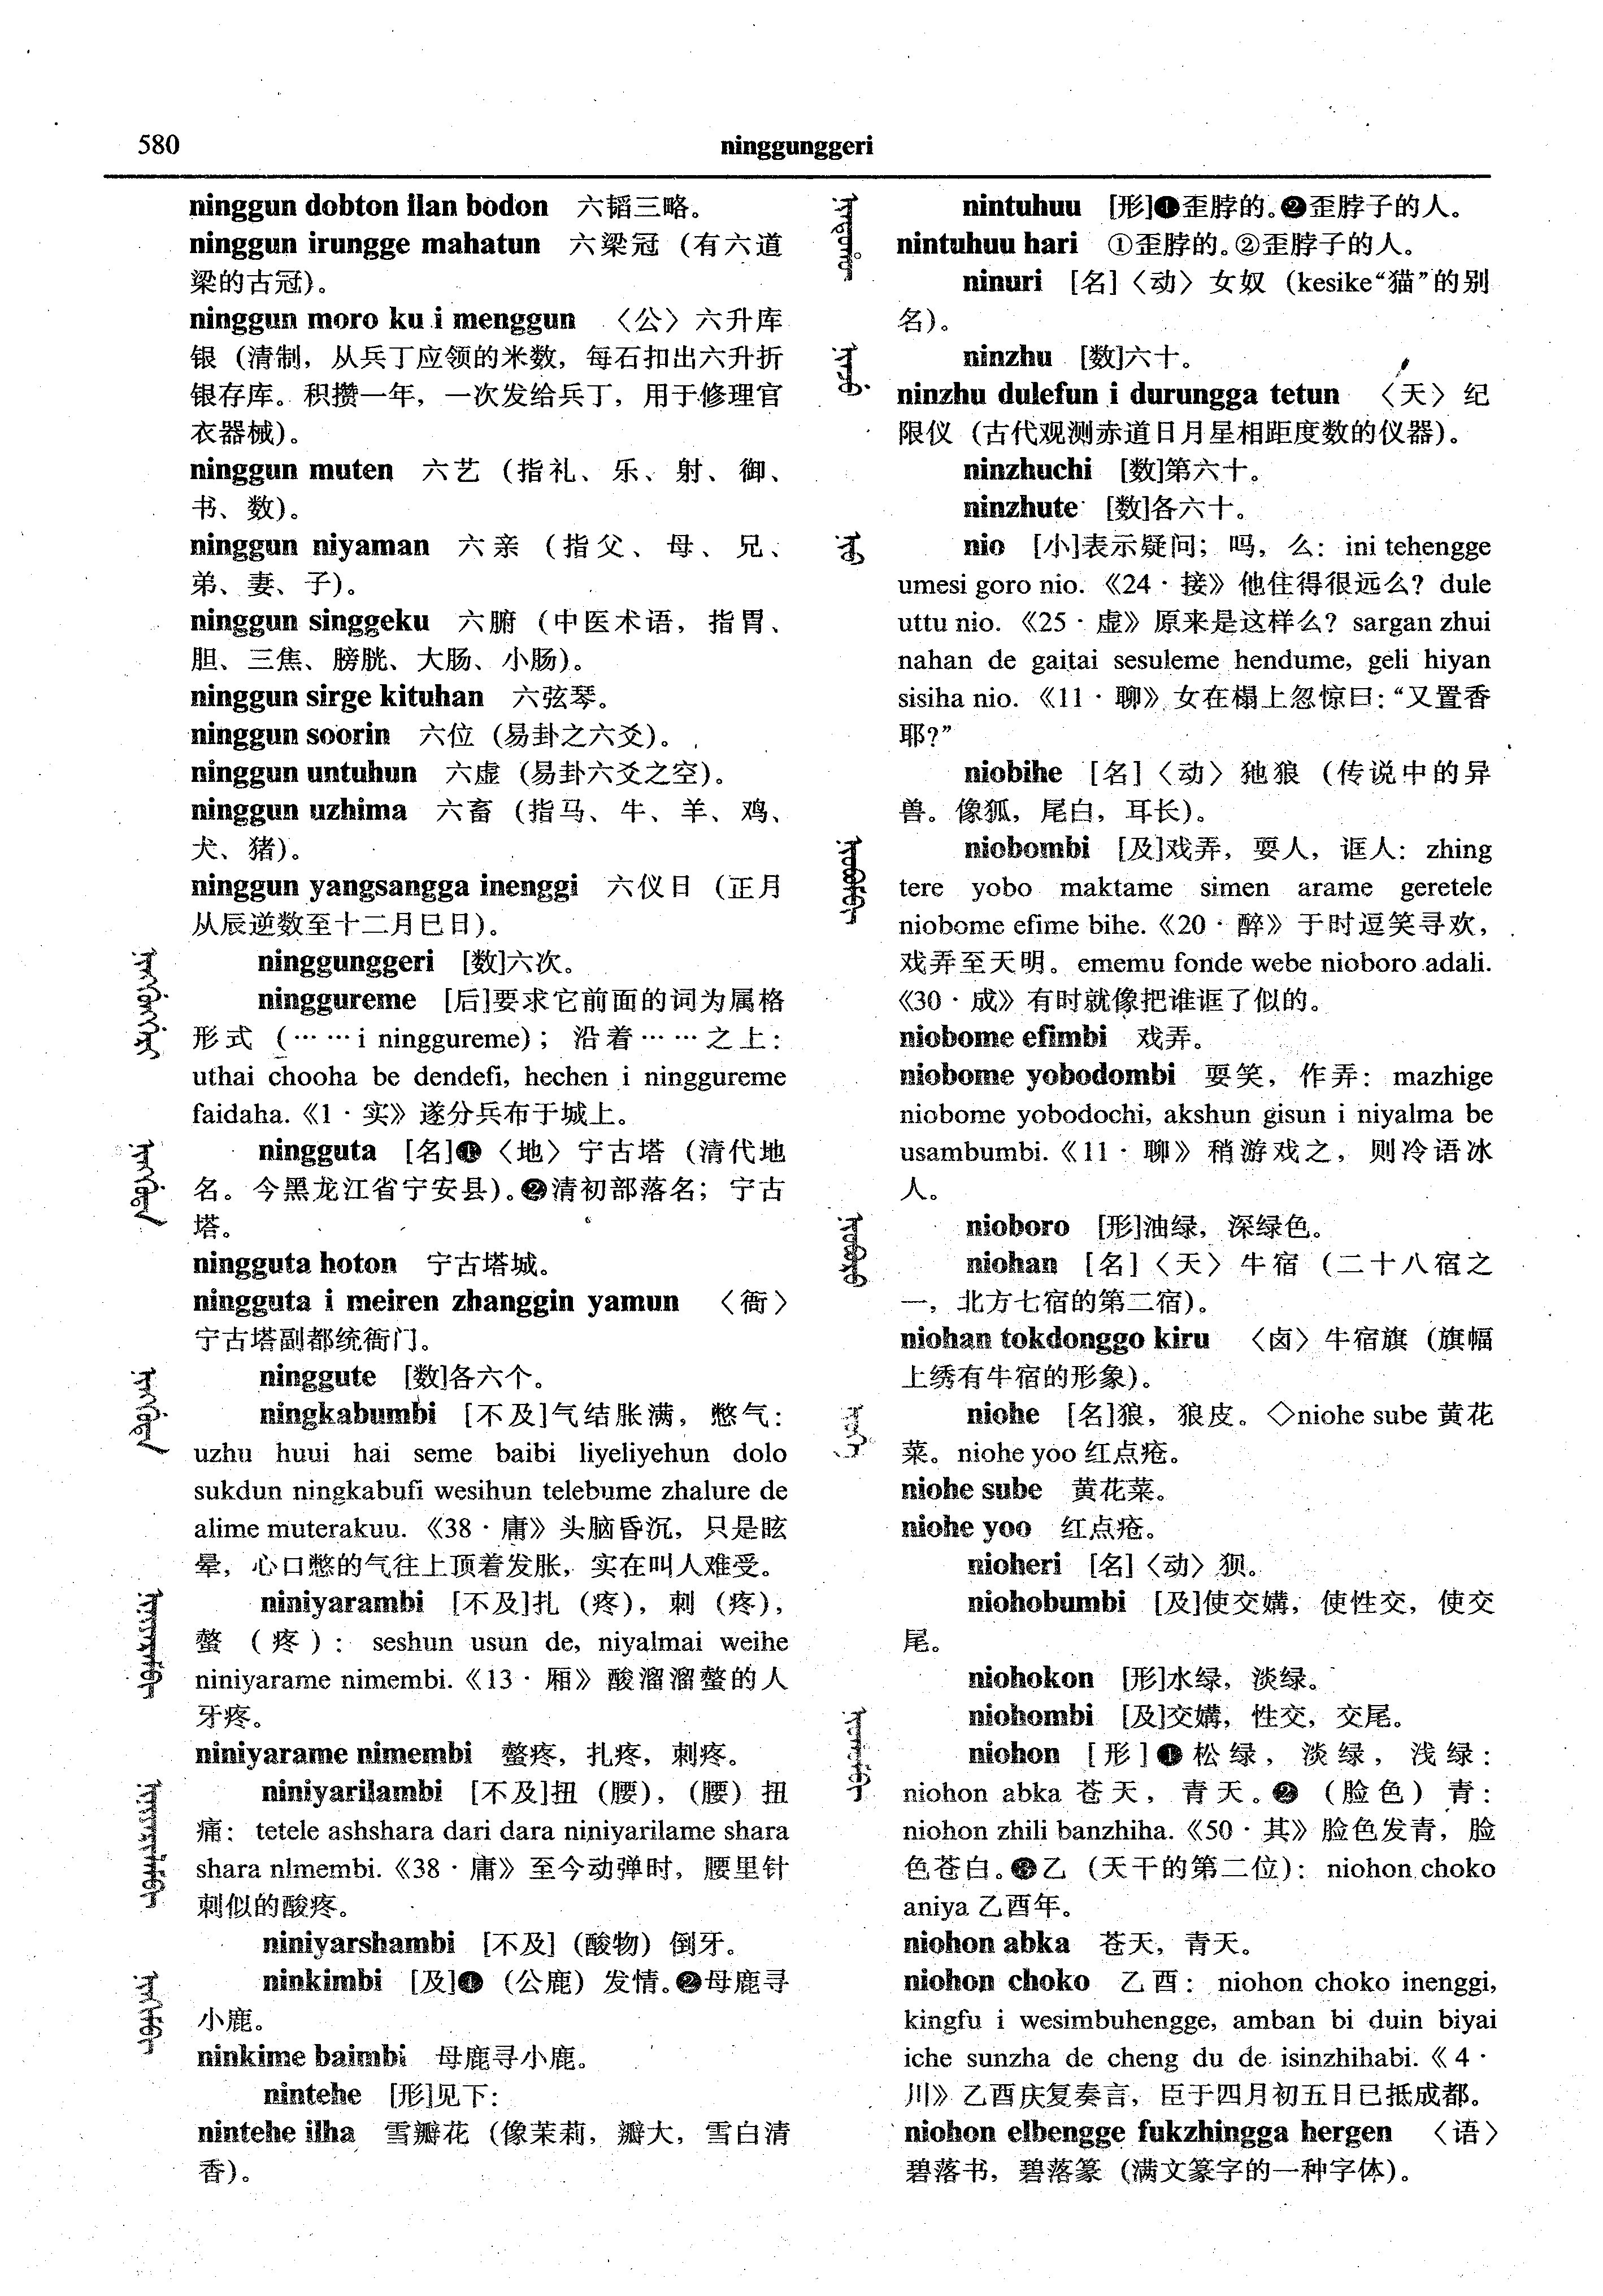 580
ninggunggeri
ninggun dobton ilan bodon 六韬三略。
ninggun irungge mahatun 六梁冠（有六道
梁的古冠）。
ninggun moro ku i menggun 〈公〉六升库
银（清制，从兵丁应领的米数，每石扣出六升折
银存库。积攒一年，一次发给兵丁，用于修理官
衣器械）。
ninggun muten 六艺（指礼、乐、射、御、
书、数）。
ninggun niyaman 六亲（指父、母、兄、
弟、妻、子）。
ninggun singgeku 六腑（中医术语，指胃、
胆、三焦、膀胱、大肠、小肠）。
ninggun sirge kituhan 六弦琴。
ninggun soorin 六位（易卦之六爻）。
ninggun untuhun 六虚（易卦六爻之空）。
ninggun uzhima 六畜（指马、牛、羊、鸡、
犬、猪）。
ninggun yangsangga inenggi 六仪日（正月
从辰逆数至十二月巳日）。
ninggunggeri [数]六次。
ninggureme [后]要求它前面的词为属格
形式（……i ninggureme）；沿着……之上：
uthai chooha be dendefi, hechen i ninggureme
faidaha.《1·实》遂分兵布于城上。
ningguta [名]❶〈地〉宁古塔（清代地
名。今黑龙江省宁安县）。❷清初部落名；宁古
塔。
ningguta hoton 宁古塔城。
ningguta i meiren zhanggin yamun 〈衙〉
宁古塔副都统衙门。
ninggute [数]各六个。
ningkabumbi [不及]气结胀满，憋气：
uzhu huui hai seme baibi liyeliyehun dolo
sukdun ningkabufi wesihun telebume zhalure de
alime muterakuu.《38·庸》头脑昏沉，只是眩
晕，心口憋的气往上顶着发胀，实在叫人难受。
niniyarambi [不及]扎（疼），刺（疼），
螫（疼）：seshun usun de, niyalmai weihe
niniyarame nimembi.《13·厢》酸溜溜螫的人
牙疼。
niniyarame nimembi 螫疼，扎疼，刺疼。
niniyarilambi [不及]扭（腰），（腰）扭
痛：tetele ashshara dari dara niniyarilame shara
shara nimembi.《38·庸》至今动弹时，腰里针
刺似的酸疼。
niniyarshambi [不及]（酸物）倒牙。
ninkimbi [及]❶（公鹿）发情。❷母鹿寻
小鹿。
ninkime baimbi 母鹿寻小鹿。
nintehe [形]见下：
nintehe ilha 雪瓣花（像茉莉，瓣大，雪白清
香）。
nintuhuu [形]❶歪脖的。❷歪脖子的人。
nintuhuu hari ①歪脖的。②歪脖子的人。
ninuri [名]〈动〉女奴（kesike“猫”的别
名）。
ninzhu [数]六十。
ninzhu dulefun i durungga tetun 〈天〉纪
限仪（古代观测赤道日月星相距度数的仪器）。
ninzhuchi [数]第六十。
ninzhute [数]各六十。
nio [小]表示疑问；吗，么：ini tehengge
umesi goro nio.《24·接》他住得很远么？dule
uttu nio.《25·虚》原来是这样么？sargan zhui
nahan de gaitai sesuleme hendume, geli hiyan
sisiha nio.《11·聊》女在榻上忽惊曰：“又置香
耶？”
niobihe [名]〈动〉狏狼（传说中的异
兽。像狐，尾白，耳长）。
niobombi [及]戏弄，耍人，诓人：zhing
tere yobo maktame simen arame geretele
niobome efime bihe.《20·醉》于时逗笑寻欢，
戏弄至天明。ememu fonde webe nioboro adali.
《30·成》有时就像把谁诓了似的。
niobome efimbi 戏弄。
niobome yobodombi 耍笑，作弄：mazhige
niobome yobodochi, akshun gisun i niyalma be
usambumbi.《11·聊》稍游戏之，则冷语冰
人。
nioboro [形]油绿，深绿色。
niohan [名]〈天〉牛宿（二十八宿之
一，北方七宿的第二宿）。
niohan tokdonggo kiru 〈卤〉牛宿旗（旗幅
上绣有牛宿的形象）。
niohe [名]狼，狼皮。◇niohe sube 黄花
菜。niohe yoo 红点疮。
niohe sube 黄花菜。
niohe yoo 红点疮。
nioheri [名]〈动〉狈。
niohobumbi [及]使交媾，使性交，使交
尾。
niohokon [形]水绿，淡绿。
niohombi [及]交媾，性交，交尾。
niohon [形]❶松绿，淡绿，浅绿：
niohon abka 苍天，青天。❷（脸色）青：
niohon zhili banzhiha.《50·其》脸色发青，脸
色苍白。❸乙（天干的第二位）：niohon choko
aniya 乙酉年。
niohon abka 苍天，青天。
niohon choko 乙酉：niohon choko inenggi,
kingfu i wesimbuhengge, amban bi duin biyai
iche sunzha de cheng du de isinzhihabi.《4·
川》乙酉庆复奏言，臣于四月初五日已抵成都。
niohon elbengge fukzhingga hergen 〈语〉
碧落书，碧落篆（满文篆字的一种字体）。